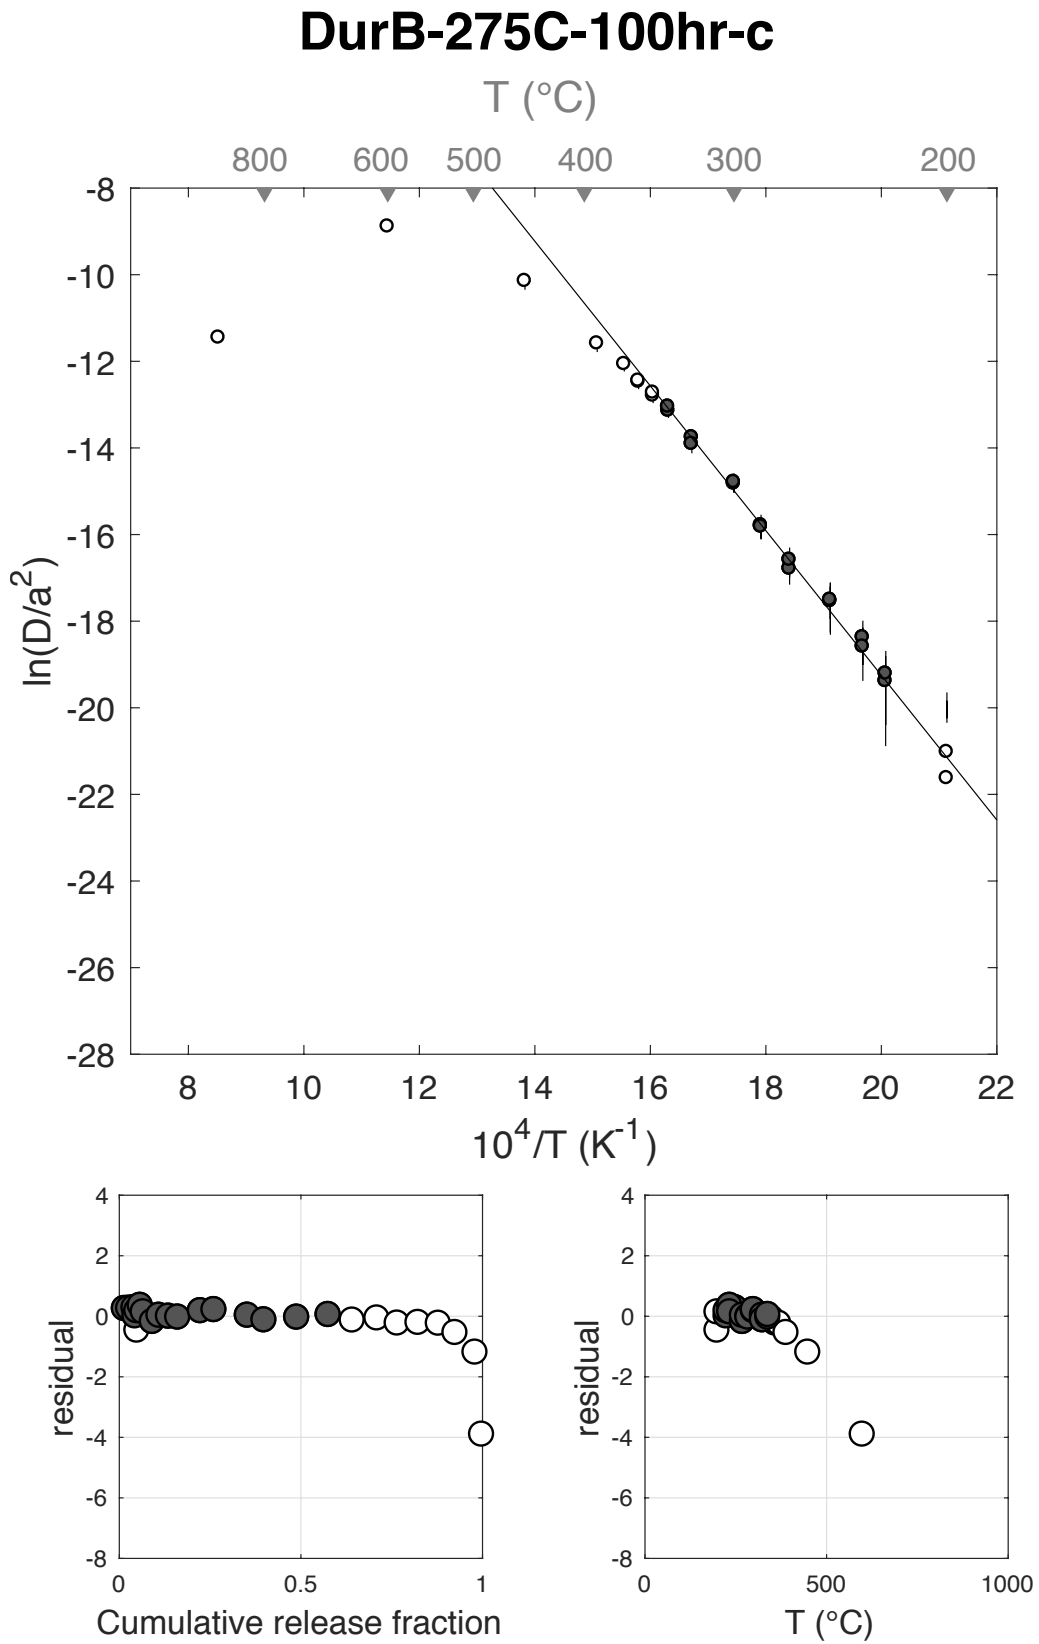 DurB-275C-100hr-c
T (°C)
800 600 500 400 300 200
-8
-10
-12
-14
-16
-18
-20
-22
-24
-26
-28
ln(D/a²)
8 10 12 14 16 18 20 22
10⁴/T (K⁻¹)
4
2
0
-2
-4
-6
-8
residual
0 0.5 1
Cumulative release fraction
4
2
0
-2
-4
-6
-8
residual
0 500 1000
T (°C)